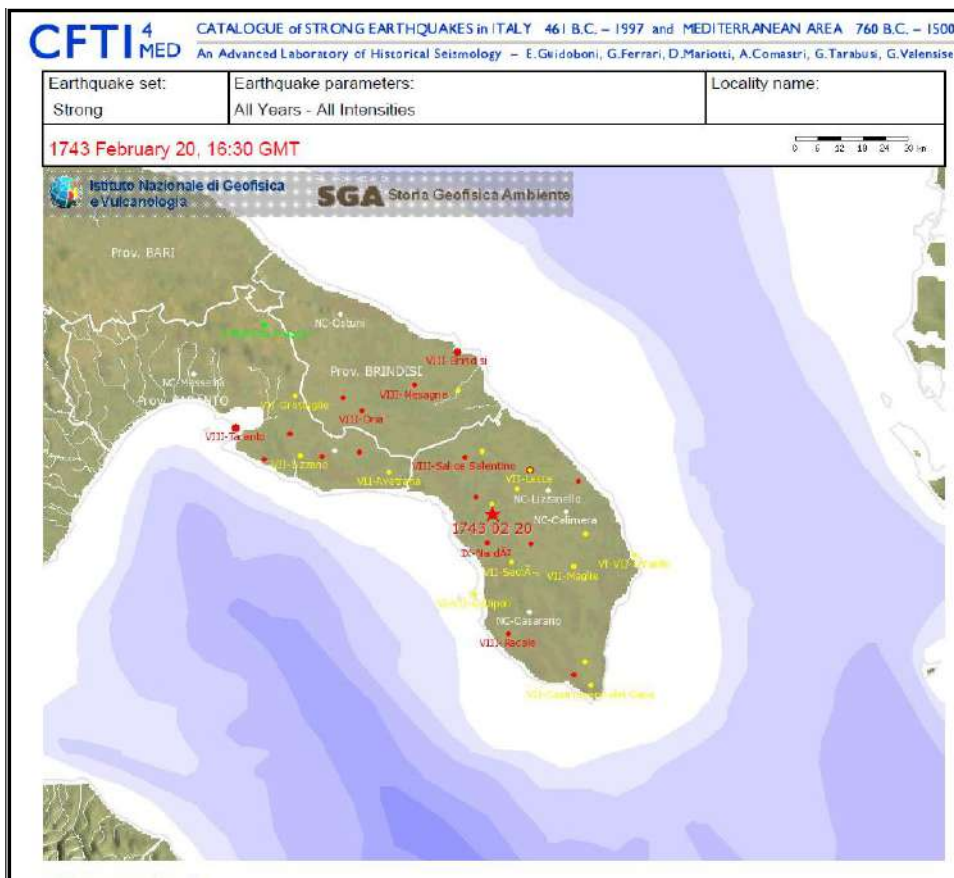 CFTI 4 MED
CATALOGUE of STRONG EARTHQUAKES in ITALY 461 B.C. – 1997 and MEDITERRANEAN AREA 760 B.C. – 1500
An Advanced Laboratory of Historical Seismology – E.Guidoboni, G.Ferrari, D.Mariotti, A.Comastri, G.Tarabusi, G.Valensise
Earthquake set:
Strong
Earthquake parameters:
All Years - All Intensities
Locality name:
1743 February 20, 16:30 GMT
0 6 12 18 24 30 km
Istituto Nazionale di Geofisica
e Vulcanologia
SGA Storia Geofisica Ambiente
Prov. BARI
NC-Ostuni
VIII-Brindisi
Prov. BRINDISI
NC-Massafra
VIII-Mesagne
Prov. TARANTO
VII-Grottaglie
VIII-Oria
VIII-Taranto
VII-Lizzano
VIII-Salice Salentino
VII-Avetrana
VII-Lecce
NC-Lizzanello
NC-Calimera
1743 02 20
IX-NardÃ²
VII-Maglie
NC-Casarano
VIII-Racale